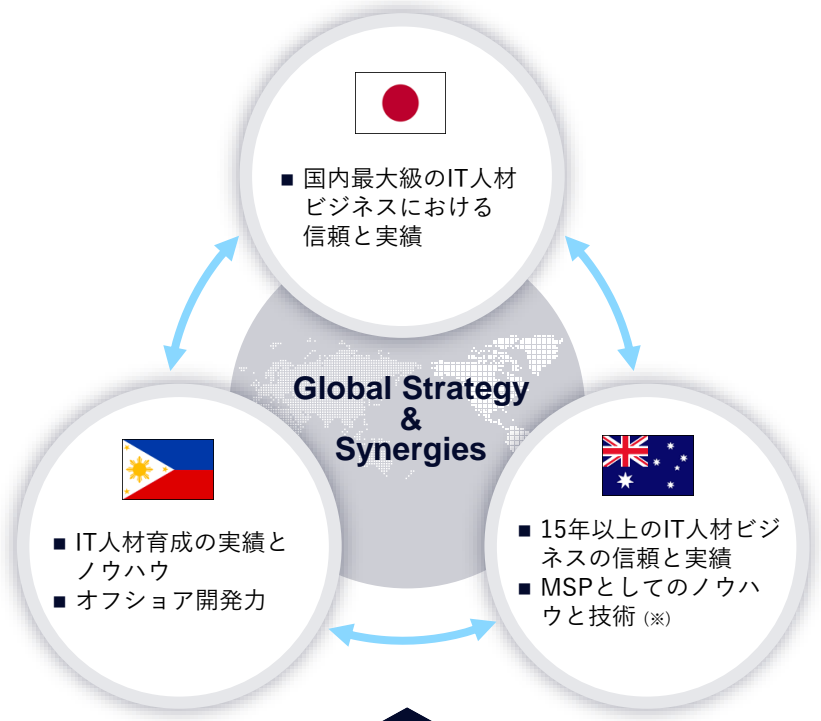 ■ 国内最大級のIT人材
ビジネスにおける
信頼と実績
Global Strategy
&
Synergies
■ IT人材育成の実績と
ノウハウ
■ オフショア開発力
■ 15年以上のIT人材ビジ
ネスの信頼と実績
■ MSPとしてのノウハ
ウと技術 (※)